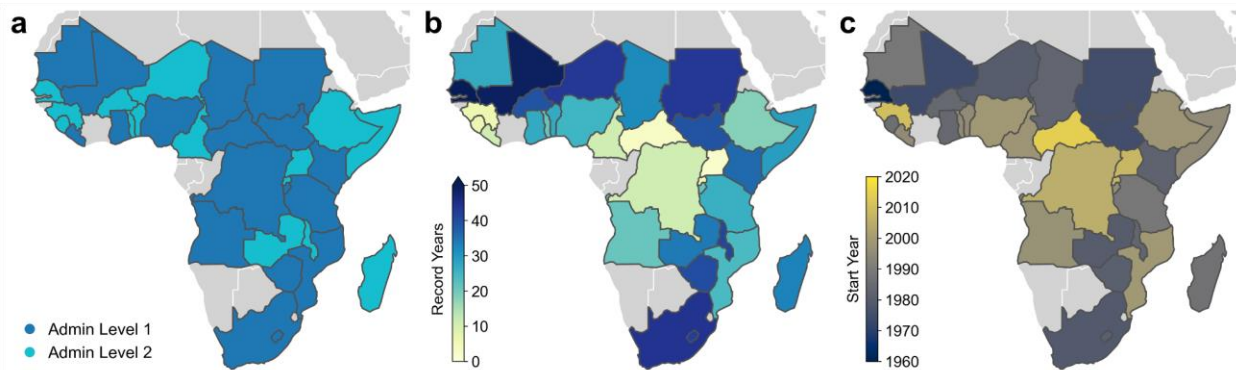 a
Admin Level 1
Admin Level 2
b
Record Years
50
40
30
20
10
0
c
Start Year
2020
2010
2000
1990
1980
1970
1960